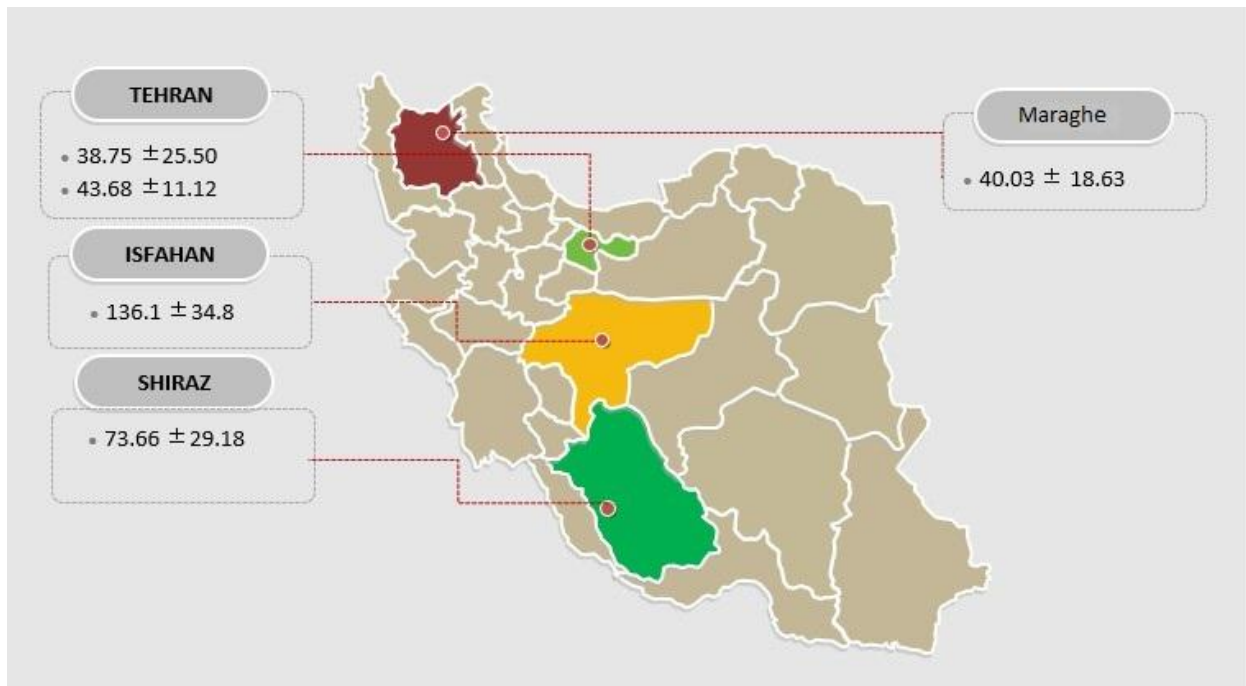 TEHRAN
• 38.75 ±25.50
• 43.68 ±11.12
ISFAHAN
• 136.1 ±34.8
SHIRAZ
• 73.66 ±29.18
Maraghe
• 40.03 ± 18.63